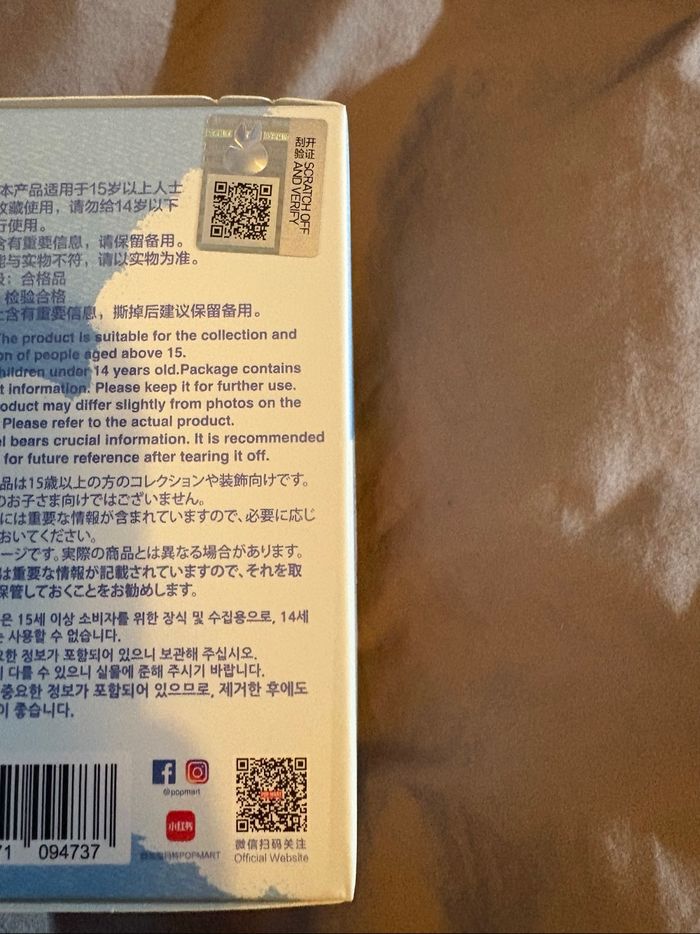 刮开
验证
SCRATCH OFF
AND VERIFY
本产品适用于15岁以上人士
收藏使用，请勿给14岁以下
行使用。
含有重要信息，请保留备用。
能与实物不符，请以实物为准。
：合格品
检验合格
含有重要信息，撕掉后建议保留备用。
The product is suitable for the collection and
on of people aged above 15.
children under 14 years old.Package contains
t information. Please keep it for further use.
oduct may differ slightly from photos on the
Please refer to the actual product.
el bears crucial information. It is recommended
for future reference after tearing it off.
品は15歳以上の方のコレクションや装飾向けです。
のお子さま向けではございません。
には重要な情報が含まれていますので、必要に応じ
おいてください。
ージです。実際の商品とは異なる場合があります。
は重要な情報が記載されていますので、それを取
保管しておくことをお勧めします。
은 15세 이상 소비자를 위한 장식 및 수집용으로, 14세
는 사용할 수 없습니다.
요한 정보가 포함되어 있으니 보관해 주십시오.
이 다를 수 있으니 실물에 준해 주시기 바랍니다.
중요한 정보가 포함되어 있으므로, 제거한 후에도
이 좋습니다.
71 094737
@popmart
小红书
POPMART
微信扫码关注
Official Website